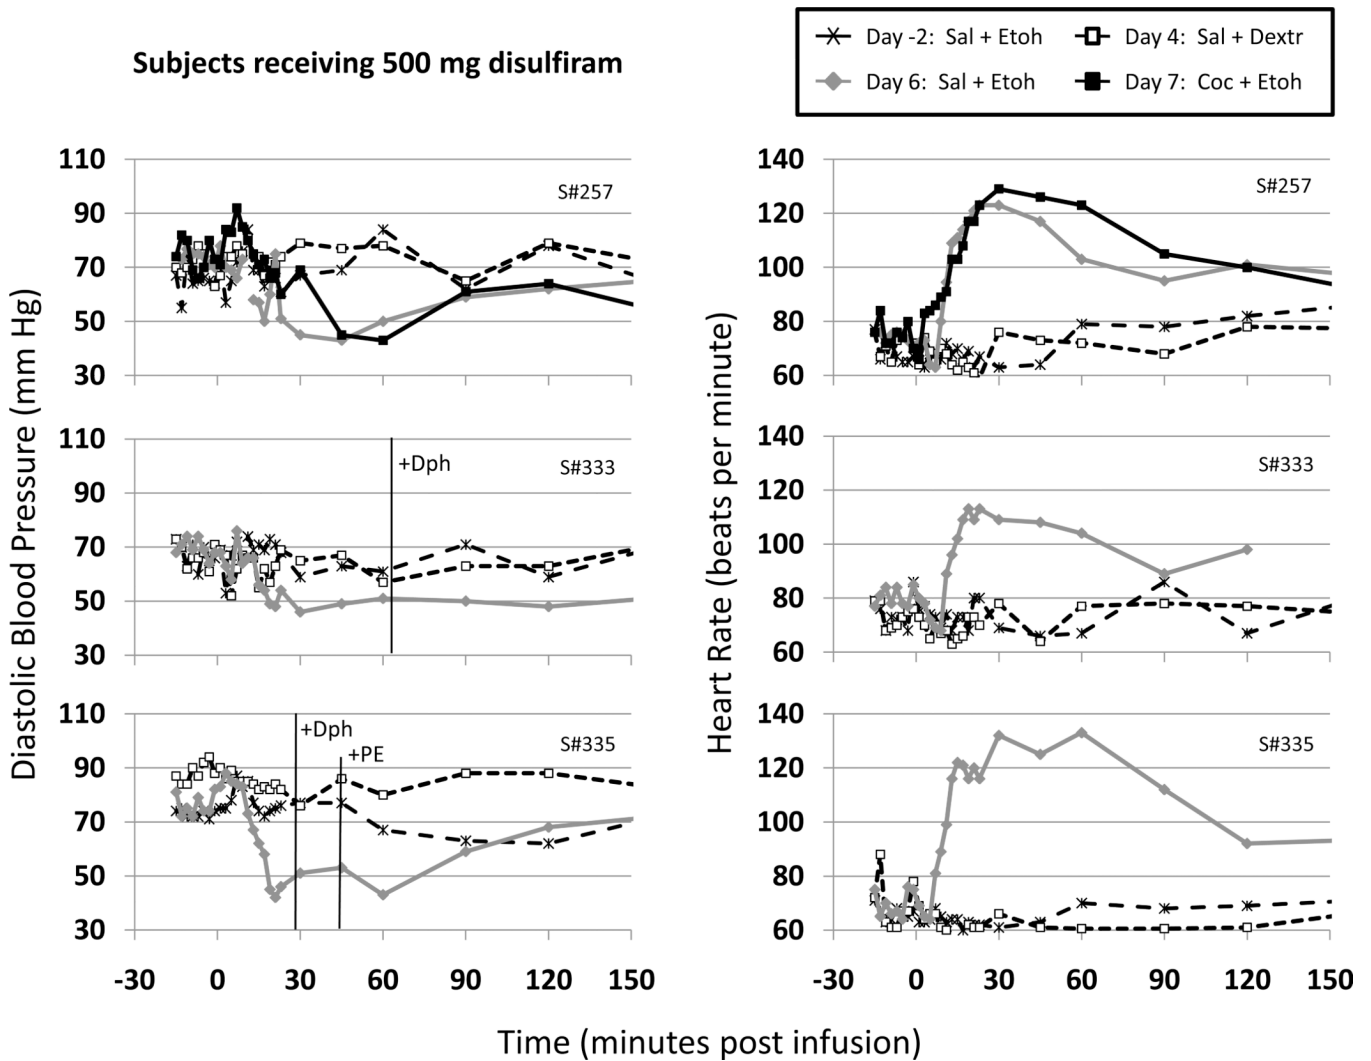 Subjects receiving 500 mg disulfiram
Day -2: Sal + Etoh
Day 4: Sal + Dextr
Day 6: Sal + Etoh
Day 7: Coc + Etoh
Diastolic Blood Pressure (mm Hg)
110
90
70
50
30
S#257
110
90
70
50
30
+Dph
S#333
110
90
70
50
30
+Dph
+PE
S#335
-30 0 30 60 90 120 150
Heart Rate (beats per minute)
140
120
100
80
60
S#257
140
120
100
80
60
S#333
140
120
100
80
60
S#335
-30 0 30 60 90 120 150
Time (minutes post infusion)